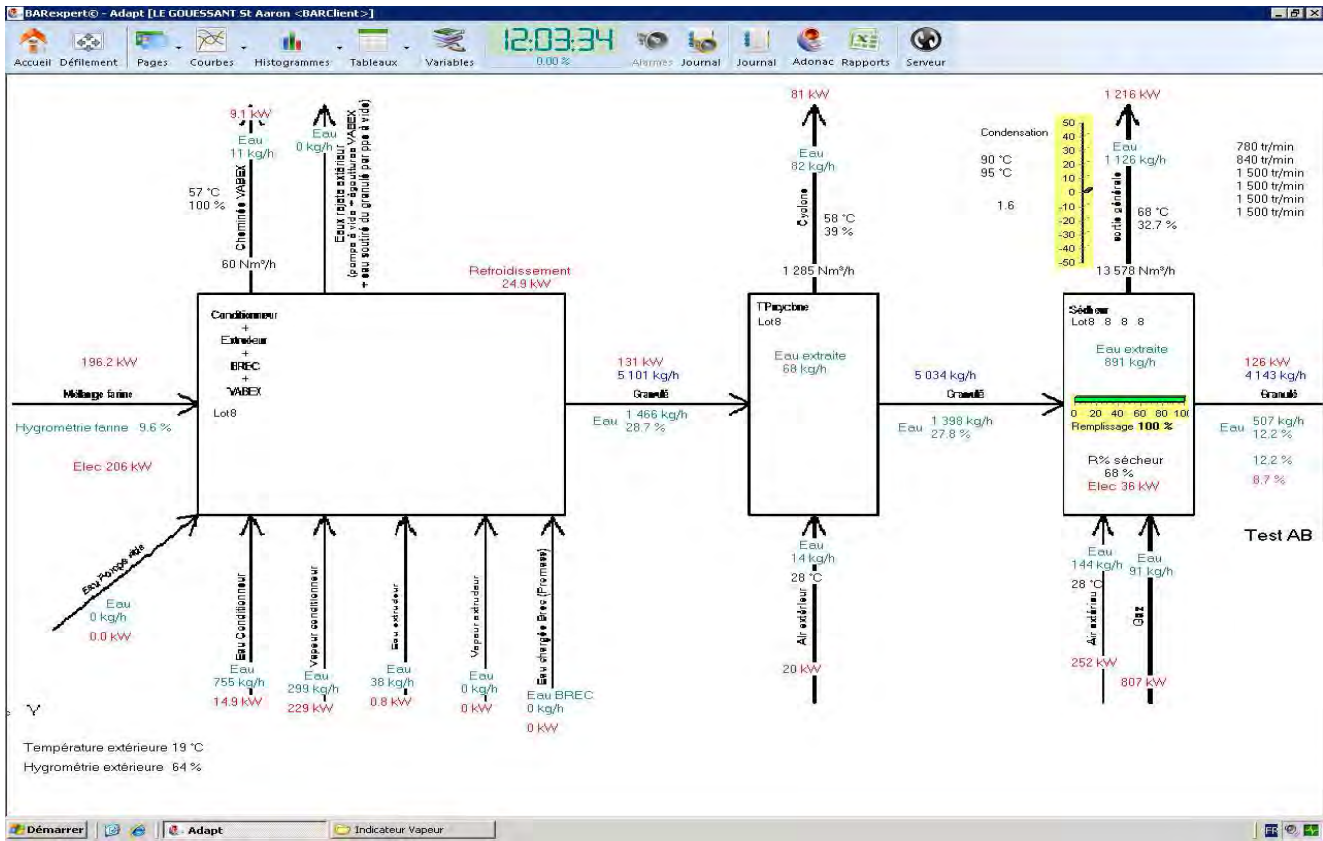 BARexpert© - Adapt [LE GOUESSANT St Aaron <BARClient>]
Accueil Défilement Pages Courbes Histogrammes Tableaux Variables 12:03:34 0.00 % Alarmes Journal Journal Adonac Rapports Serveur
9.1 kW
Eau
11 kg/h
Cheminée VABEX
57 °C
100 %
60 Nm³/h
Eau
0 kg/h
Eaux rejets extérieur
(pompe à vide + égouttures VABEX
+ eau soutiré du granulé par ppe à vide)
Refroidissement
24.9 kW
81 kW
Eau
82 kg/h
Cyclone
58 °C
39 %
1 285 Nm³/h
Condensation
90 °C
95 °C
1.6
50
40
30
20
10
0
-10
-20
-30
-40
-50
1 216 kW
Eau
1 126 kg/h
sortie générale
68 °C
32.7 %
13 578 Nm³/h
780 tr/min
840 tr/min
1 500 tr/min
1 500 tr/min
1 500 tr/min
1 500 tr/min
196.2 kW
Mélange farine
Hygrométrie farine 9.6 %
Elec 206 kW
Conditionneur
+
Extrudeur
+
BREC
+
VABEX
Lot8
131 kW
5 101 kg/h
Granulé
Eau 1 466 kg/h
28.7 %
TPcyclone
Lot8
Eau extraite
68 kg/h
5 034 kg/h
Granulé
Eau 1 398 kg/h
27.8 %
Sécheur
Lot8 8 8 8
Eau extraite
891 kg/h
0 20 40 60 80 100
Remplissage 100 %
R% sécheur
68 %
Elec 36 kW
126 kW
4 143 kg/h
Granulé
Eau 507 kg/h
12.2 %
12.2 %
8.7 %
Test AB
Eau Pompe vide
Eau
0 kg/h
0.0 kW
Eau Conditionneur
Eau
755 kg/h
14.9 kW
Vapeur conditionneur
Eau
299 kg/h
229 kW
Eau extrudeur
Eau
38 kg/h
0.8 kW
Vapeur extrudeur
Eau
0 kg/h
0 kW
Eau chargée Brec (Fromess)
Eau BREC
0 kg/h
0 kW
Eau
14 kg/h
28 °C
Air extérieur
20 kW
Eau
144 kg/h
28 °C
Air extérieu
252 kW
Eau
91 kg/h
Gaz
807 kW
Température extérieure 19 °C
Hygrométrie extérieure 64 %
Démarrer Adapt Indicateur Vapeur FR